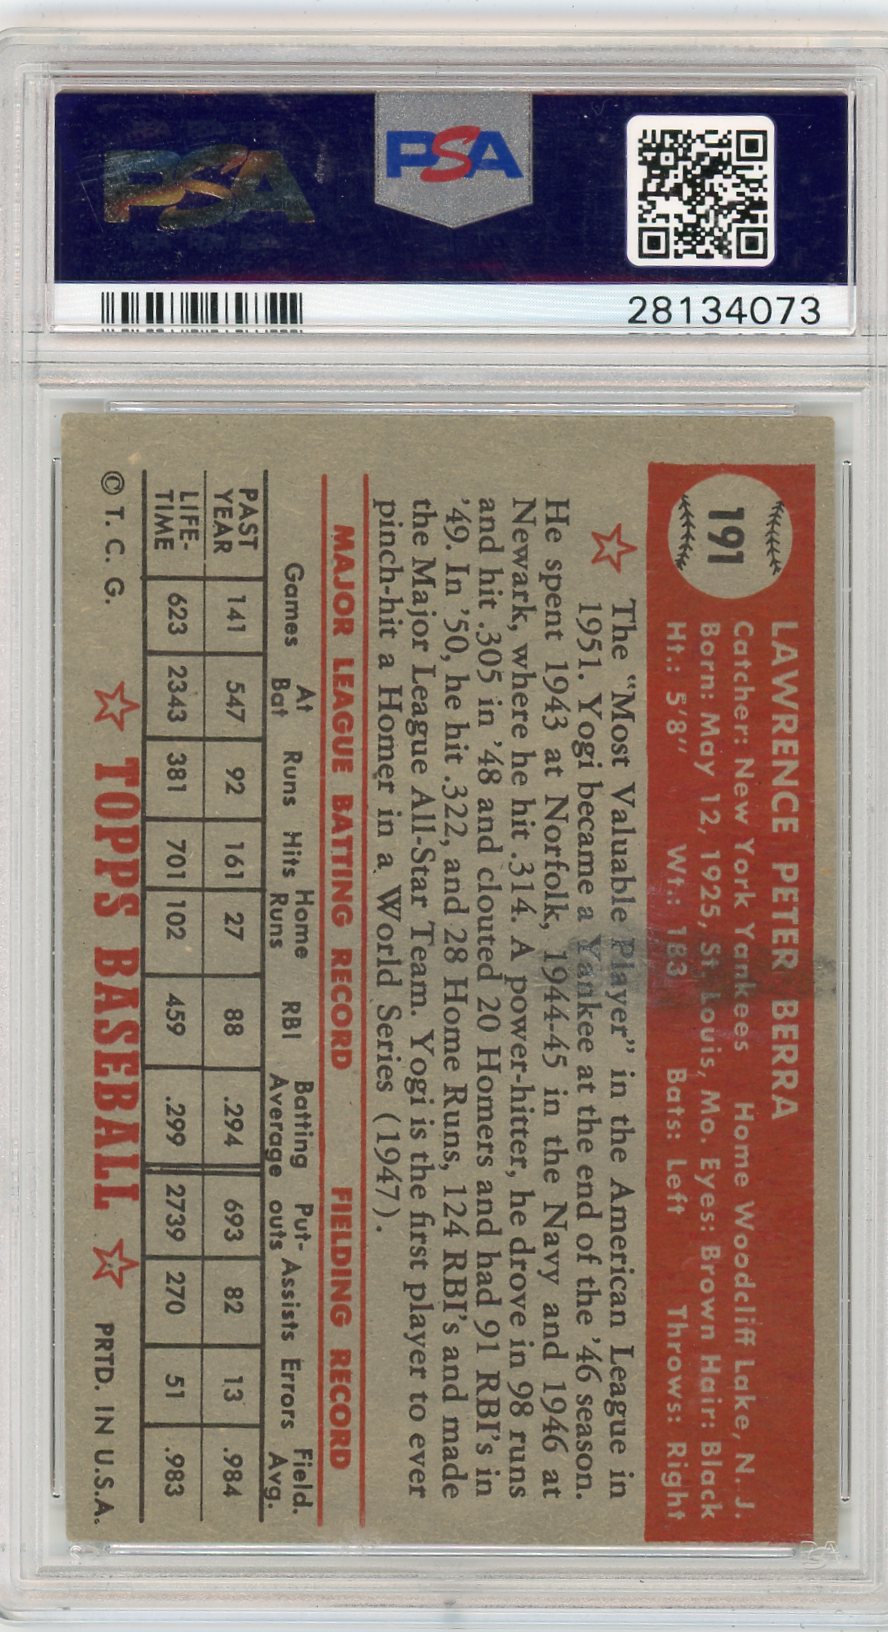 PSA
PSA
28134073
191
LAWRENCE PETER BERRA
Catcher: New York Yankees Home Woodcliff Lake, N. J.
Born: May 12, 1925, St. Louis, Mo. Eyes: Brown Hair: Black
Ht.: 5'8" Wt.: 183 Bats: Left Throws: Right
The "Most Valuable Player" in the American League in
1951. Yogi became a Yankee at the end of the '46 season.
He spent 1943 at Norfolk, 1944-45 in the Navy and 1946 at
Newark, where he hit .314. A power-hitter, he drove in 98 runs
and hit .305 in '48 and clouted 20 Homers and had 91 RBI's in
'49. In '50, he hit .322, and 28 Home Runs, 124 RBI's and made
the Major League All-Star Team. Yogi is the first player to ever
pinch-hit a Homer in a World Series (1947).
MAJOR LEAGUE BATTING RECORD FIELDING RECORD
Games At Bat Runs Hits Home Runs RBI Batting Average Put-outs Assists Errors Field. Avg.
PAST YEAR 141 547 92 161 27 88 .294 693 82 13 .984
LIFE-TIME 623 2343 381 701 102 459 .299 2739 270 51 .983
© T. C. G. TOPPS BASEBALL PRTD. IN U.S.A.